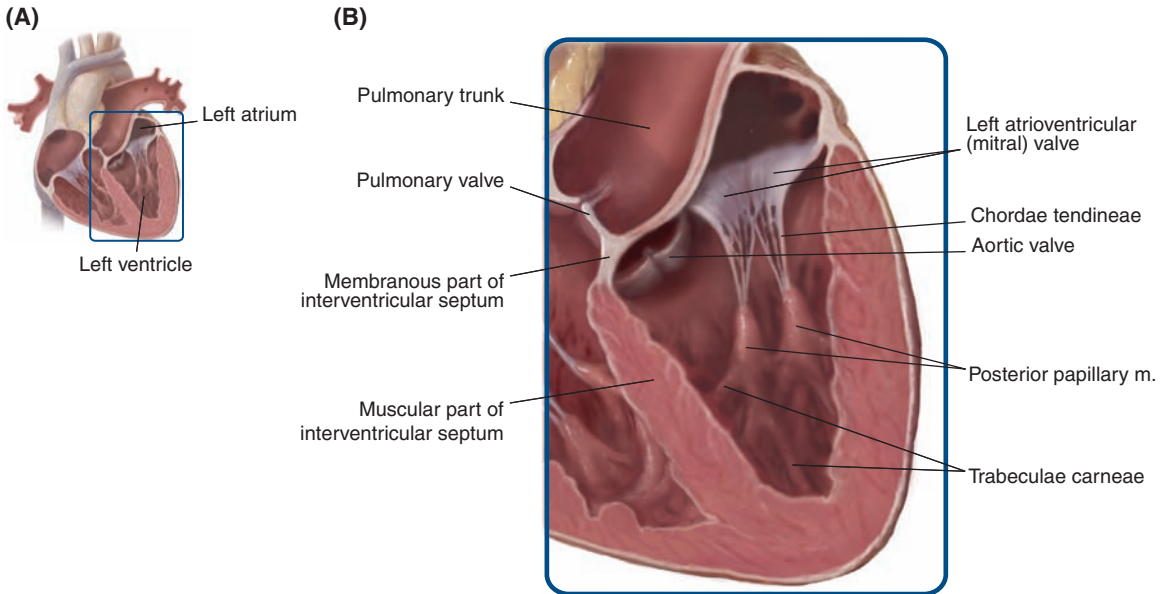 (A)
Left atrium
Left ventricle
(B)
Pulmonary trunk
Pulmonary valve
Membranous part of
interventricular septum
Muscular part of
interventricular septum
Left atrioventricular
(mitral) valve
Chordae tendineae
Aortic valve
Posterior papillary m.
Trabeculae carneae